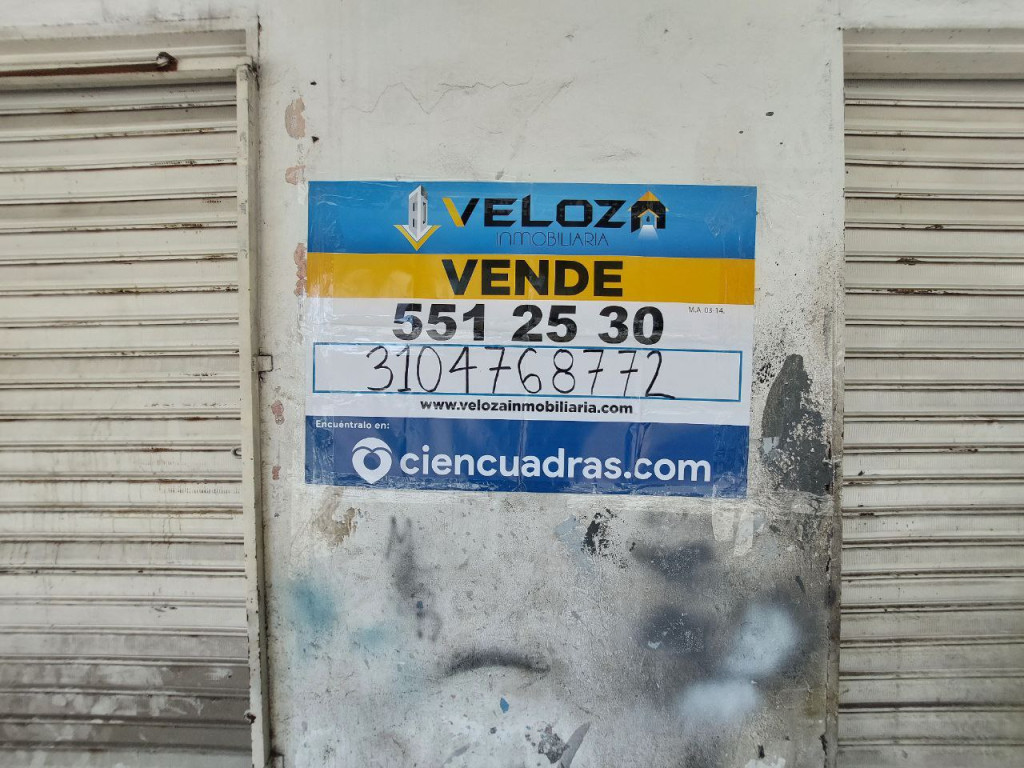 VELOZA
INMOBILIARIA
VENDE
M.A. 03-14.
551 25 30
3104768772
www.velozainmobiliaria.com
Encuéntralo en:
ciencuadras.com